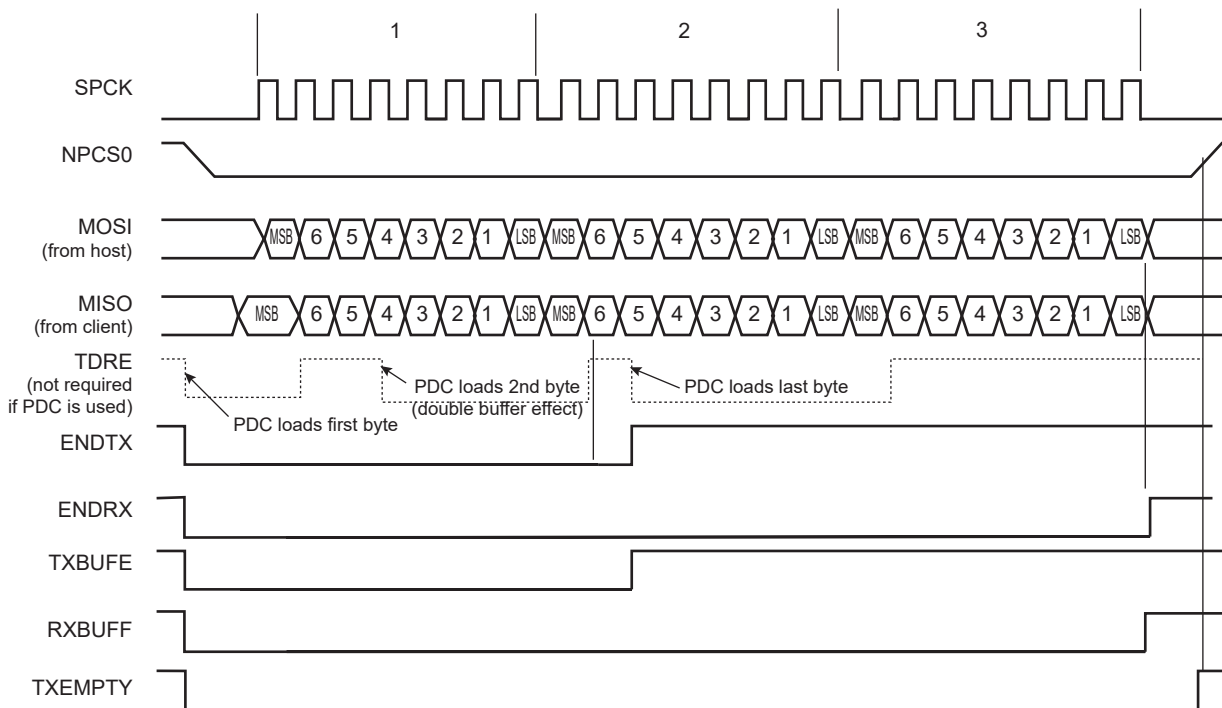 1 2 3
SPCK
NPCS0
MOSI
(from host)
MSB 6 5 4 3 2 1 LSB MSB 6 5 4 3 2 1 LSB MSB 6 5 4 3 2 1 LSB
MISO
(from client)
MSB 6 5 4 3 2 1 LSB MSB 6 5 4 3 2 1 LSB MSB 6 5 4 3 2 1 LSB
TDRE
(not required
if PDC is used)
PDC loads first byte
PDC loads 2nd byte
(double buffer effect)
PDC loads last byte
ENDTX
ENDRX
TXBUFE
RXBUFF
TXEMPTY